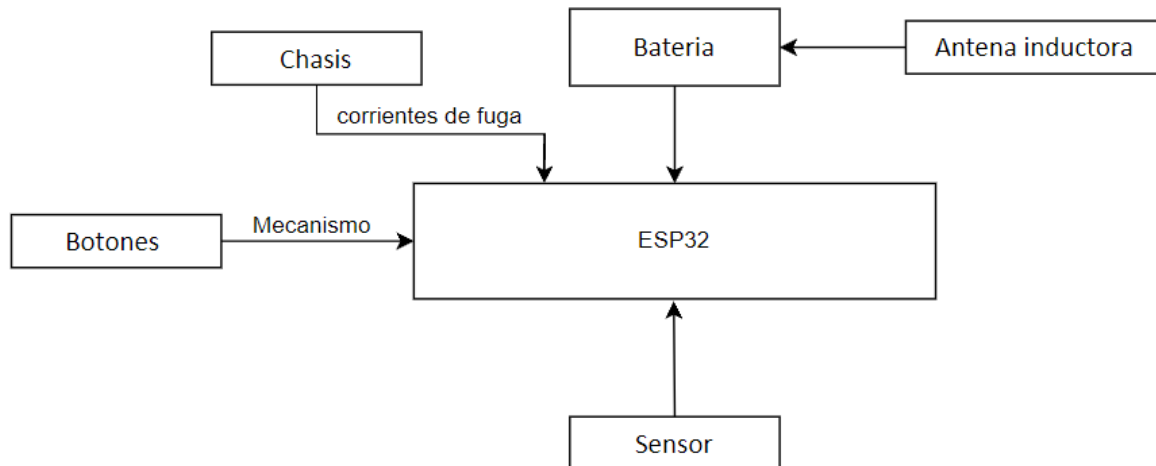 Chasis
Bateria
Antena inductora
corrientes de fuga
Botones
Mecanismo
ESP32
Sensor